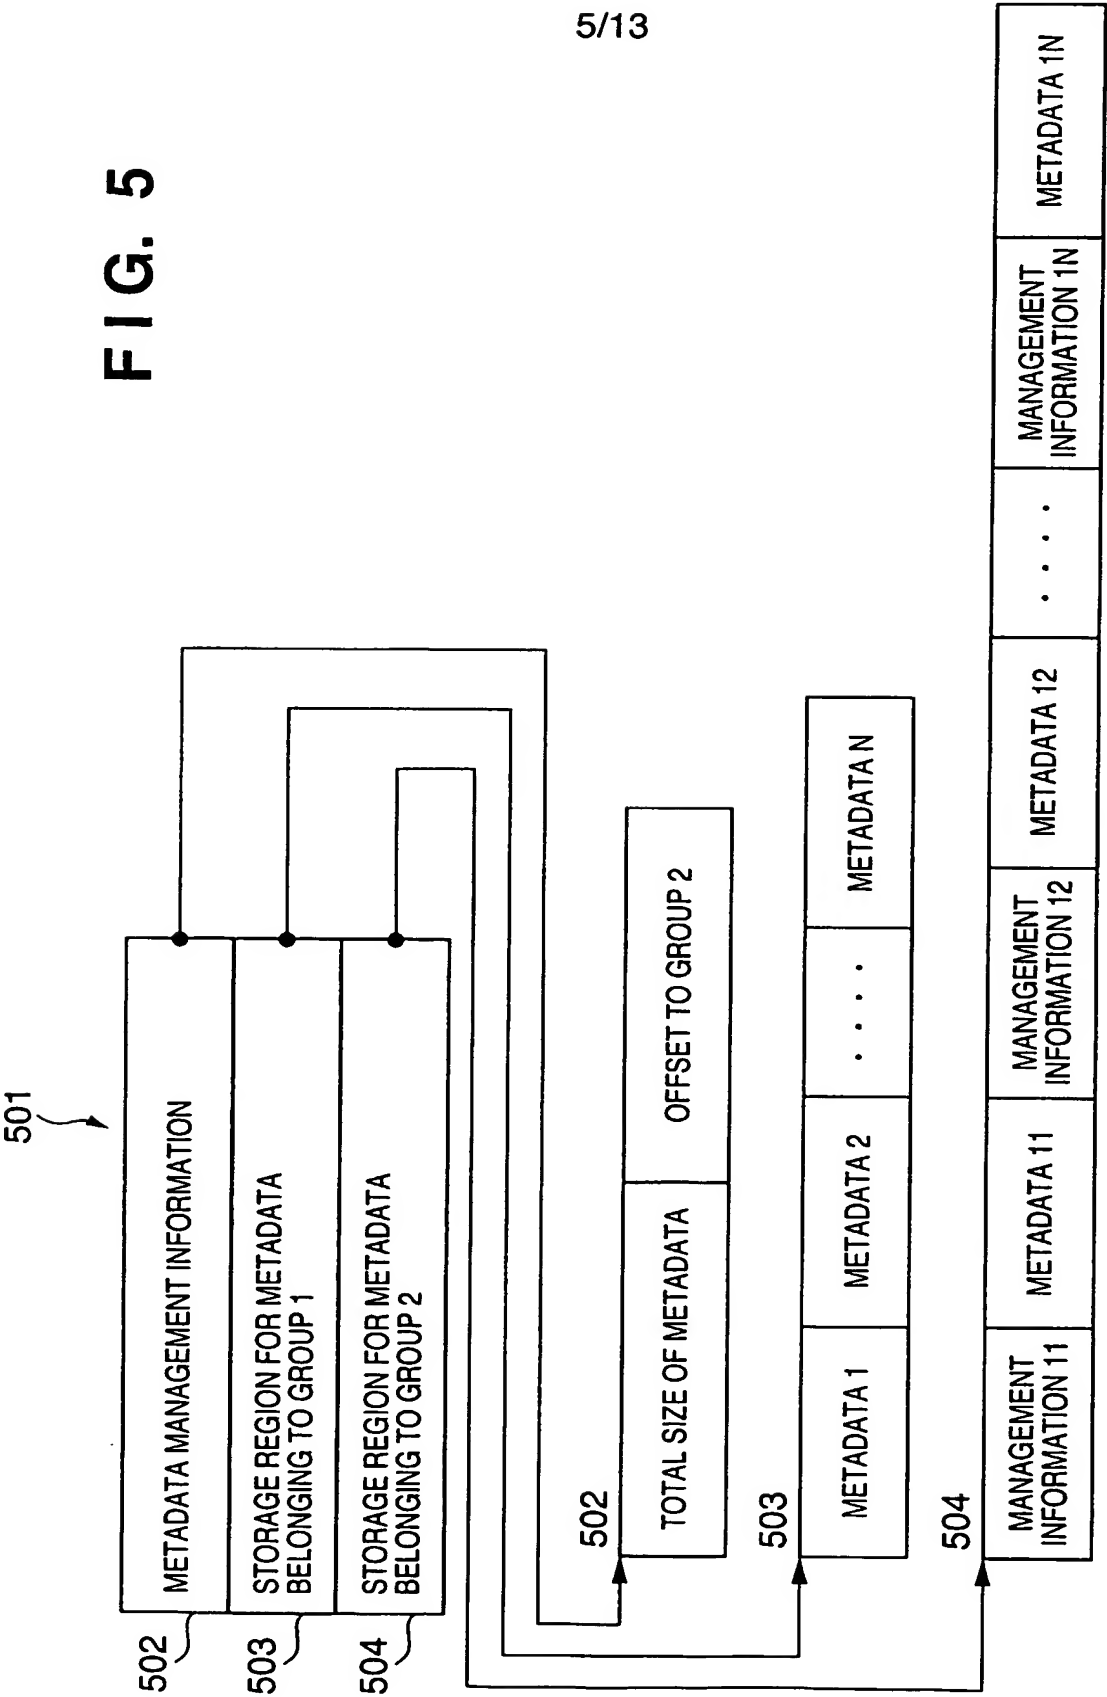 5/13
FIG. 5
501
502
METADATA MANAGEMENT INFORMATION
503
STORAGE REGION FOR METADATA
BELONGING TO GROUP 1
504
STORAGE REGION FOR METADATA
BELONGING TO GROUP 2
502
TOTAL SIZE OF METADATA
OFFSET TO GROUP 2
503
METADATA 1
METADATA 2
. . . .
METADATA N
504
MANAGEMENT
INFORMATION 11
METADATA 11
MANAGEMENT
INFORMATION 12
METADATA 12
. . . .
MANAGEMENT
INFORMATION 1N
METADATA 1N